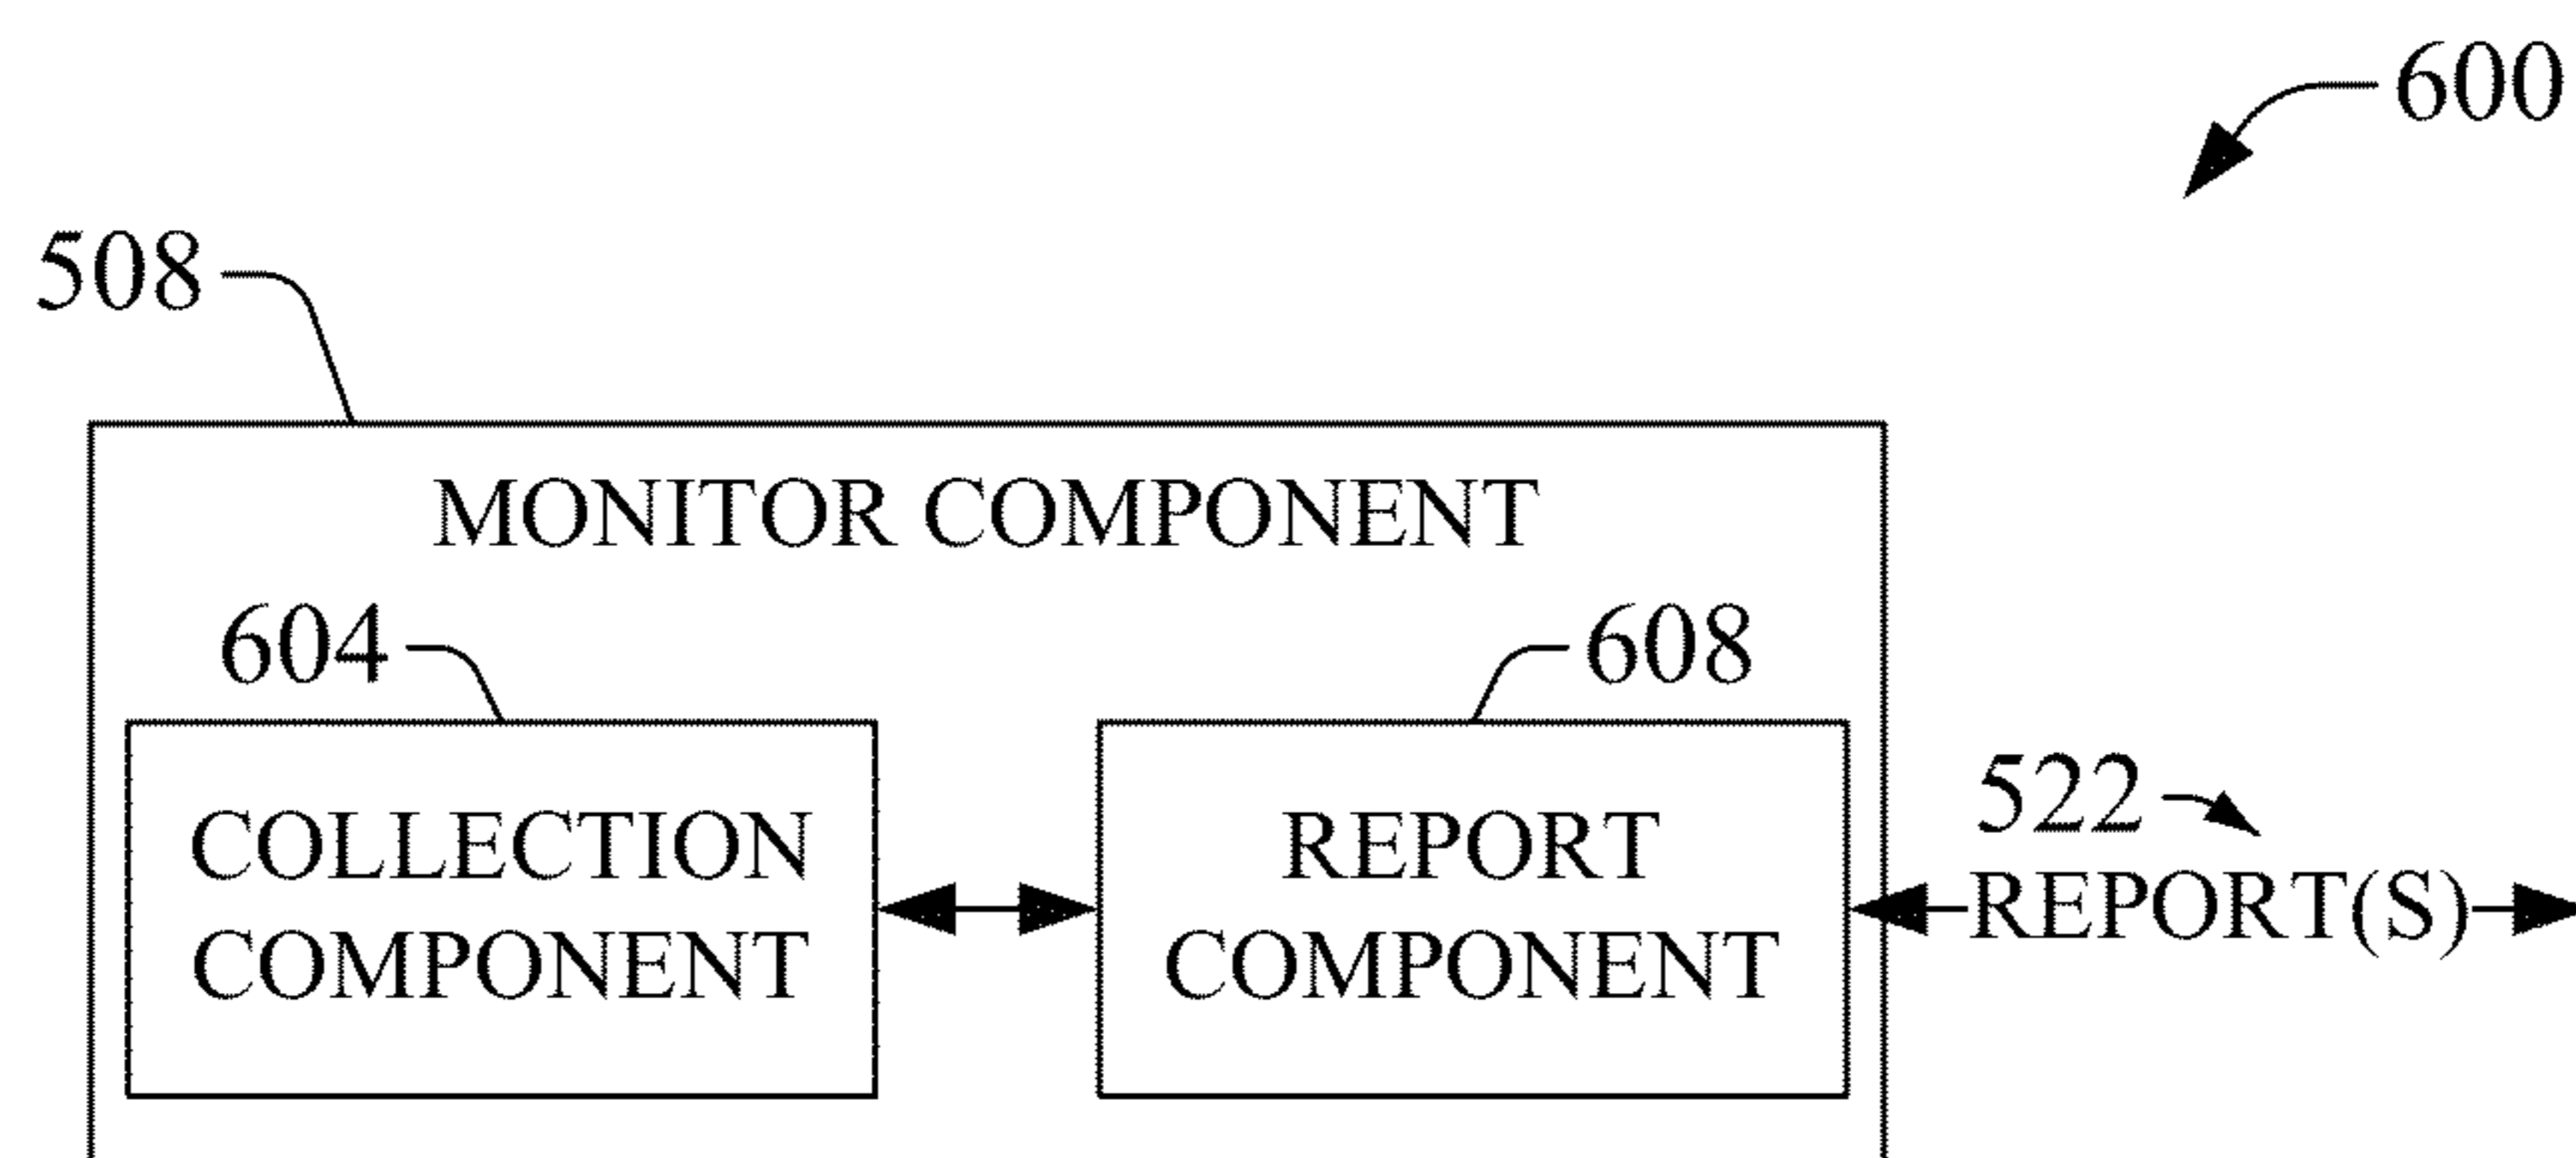 600
508
MONITOR COMPONENT
604
608
COLLECTION
COMPONENT
REPORT
COMPONENT
522
REPORT(S)